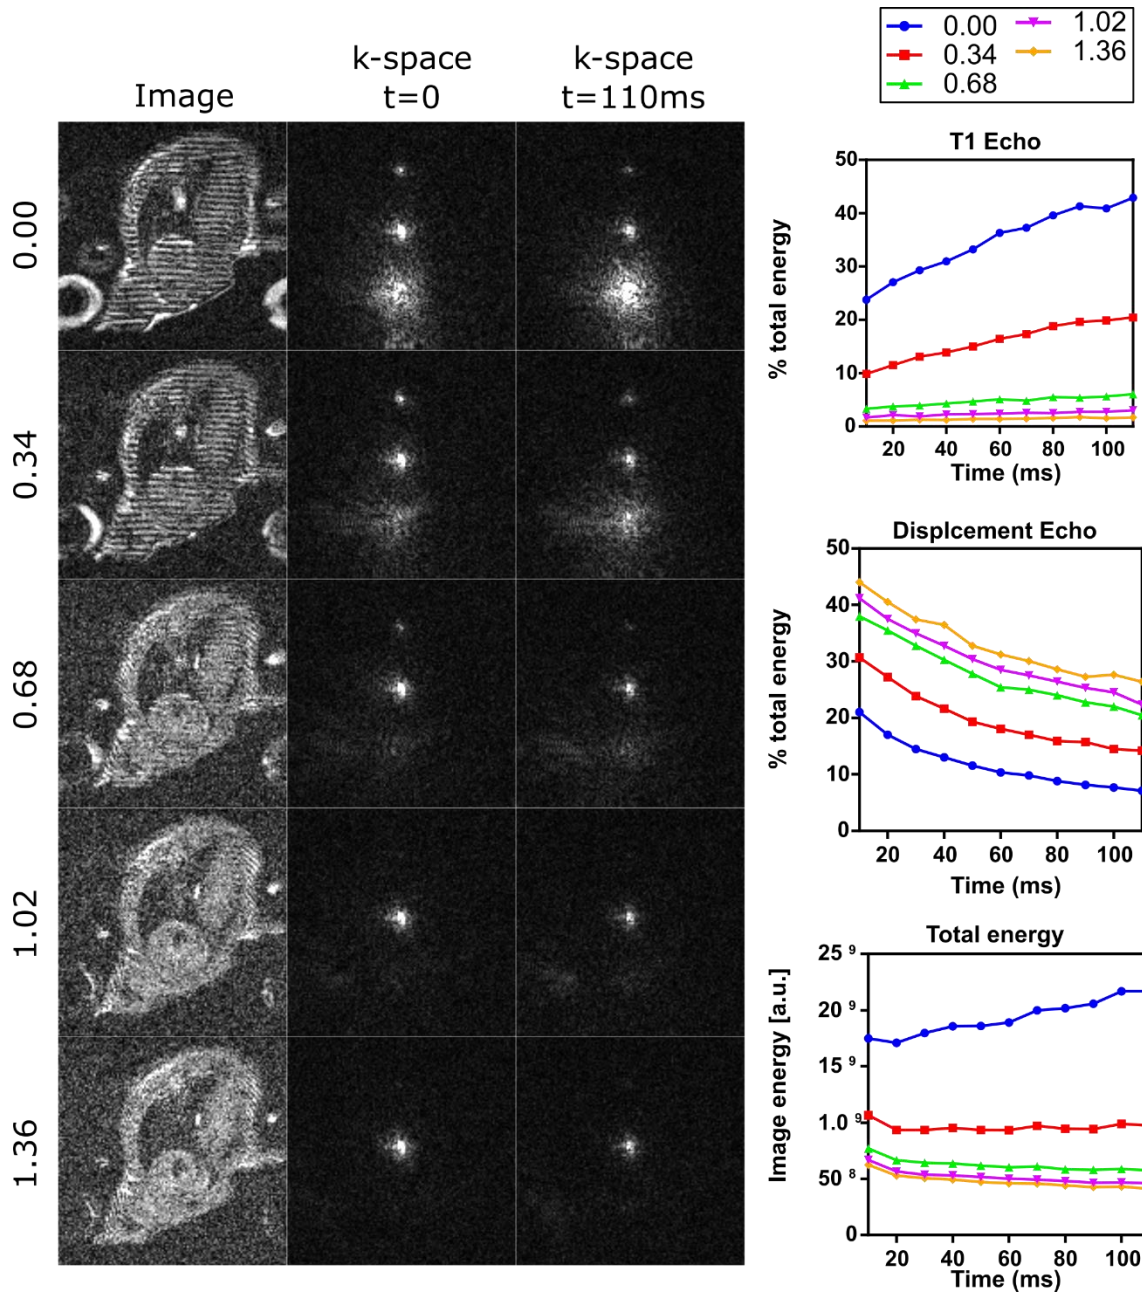 Image
k-space
t=0
k-space
t=110ms
0.00
0.34
0.68
1.02
1.36
0.00 1.02
0.34 1.36
0.68
T1 Echo
% total energy
50
40
30
20
10
0
20 40 60 80 100
Time (ms)
Displcement Echo
% total energy
50
40
30
20
10
0
20 40 60 80 100
Time (ms)
Total energy
Image energy [a.u.]
25 9
20 9
15 9
1.0 9
50 8
0
20 40 60 80 100
Time (ms)